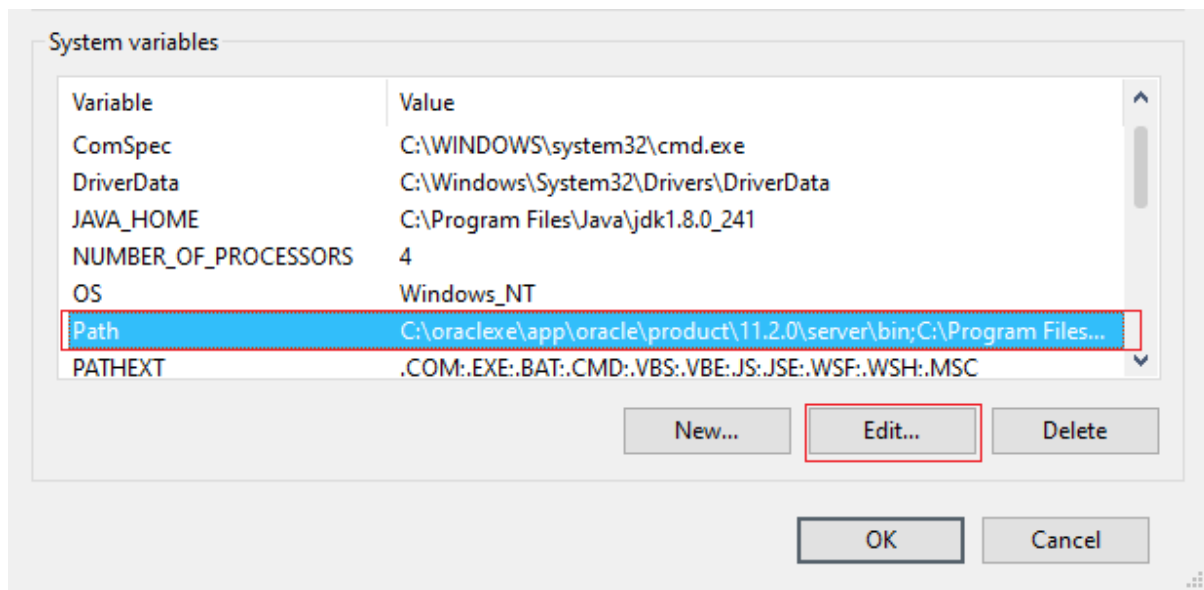 System variables
Variable Value
ComSpec C:\WINDOWS\system32\cmd.exe
DriverData C:\Windows\System32\Drivers\DriverData
JAVA_HOME C:\Program Files\Java\jdk1.8.0_241
NUMBER_OF_PROCESSORS 4
OS Windows_NT
Path C:\oraclexe\app\oracle\product\11.2.0\server\bin;C:\Program Files...
PATHEXT .COM;.EXE;.BAT;.CMD;.VBS;.VBE;.JS;.JSE;.WSF;.WSH;.MSC
New... Edit... Delete
OK Cancel